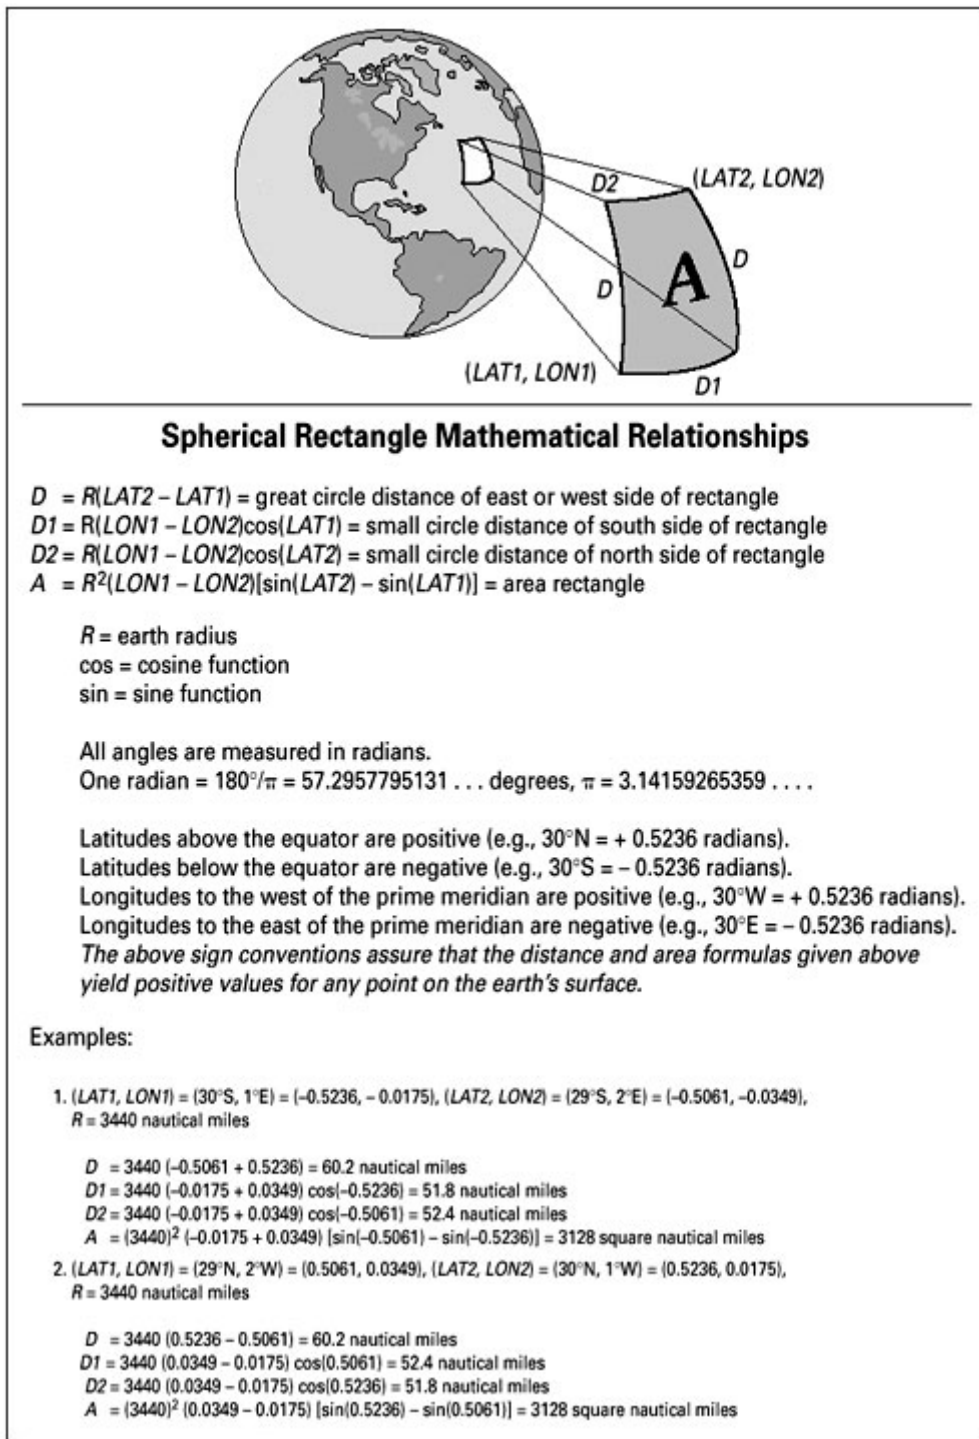 D2
(LAT2, LON2)
D
A
D
(LAT1, LON1)
D1
Spherical Rectangle Mathematical Relationships
D = R(LAT2 – LAT1) = great circle distance of east or west side of rectangle
D1 = R(LON1 – LON2)cos(LAT1) = small circle distance of south side of rectangle
D2 = R(LON1 – LON2)cos(LAT2) = small circle distance of north side of rectangle
A = R²(LON1 – LON2)[sin(LAT2) – sin(LAT1)] = area rectangle
R = earth radius
cos = cosine function
sin = sine function
All angles are measured in radians.
One radian = 180°/π = 57.2957795131 . . . degrees, π = 3.14159265359 . . . .
Latitudes above the equator are positive (e.g., 30°N = + 0.5236 radians).
Latitudes below the equator are negative (e.g., 30°S = – 0.5236 radians).
Longitudes to the west of the prime meridian are positive (e.g., 30°W = + 0.5236 radians).
Longitudes to the east of the prime meridian are negative (e.g., 30°E = – 0.5236 radians).
The above sign conventions assure that the distance and area formulas given above
yield positive values for any point on the earth's surface.
Examples:
1. (LAT1, LON1) = (30°S, 1°E) = (–0.5236, – 0.0175), (LAT2, LON2) = (29°S, 2°E) = (–0.5061, –0.0349),
R = 3440 nautical miles
D = 3440 (–0.5061 + 0.5236) = 60.2 nautical miles
D1 = 3440 (–0.0175 + 0.0349) cos(–0.5236) = 51.8 nautical miles
D2 = 3440 (–0.0175 + 0.0349) cos(–0.5061) = 52.4 nautical miles
A = (3440)² (–0.0175 + 0.0349) [sin(–0.5061) – sin(–0.5236)] = 3128 square nautical miles
2. (LAT1, LON1) = (29°N, 2°W) = (0.5061, 0.0349), (LAT2, LON2) = (30°N, 1°W) = (0.5236, 0.0175),
R = 3440 nautical miles
D = 3440 (0.5236 – 0.5061) = 60.2 nautical miles
D1 = 3440 (0.0349 – 0.0175) cos(0.5061) = 52.4 nautical miles
D2 = 3440 (0.0349 – 0.0175) cos(0.5236) = 51.8 nautical miles
A = (3440)² (0.0349 – 0.0175) [sin(0.5236) – sin(0.5061)] = 3128 square nautical miles